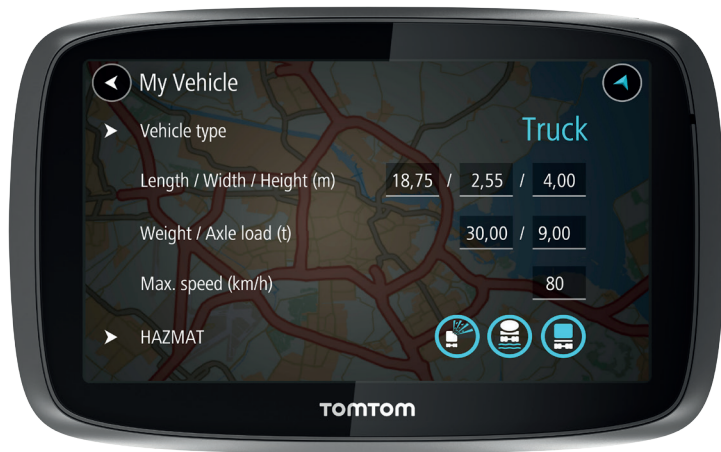 My Vehicle
Vehicle type Truck
Length / Width / Height (m) 18,75 / 2,55 / 4,00
Weight / Axle load (t) 30,00 / 9,00
Max. speed (km/h) 80
HAZMAT
TOMTOM